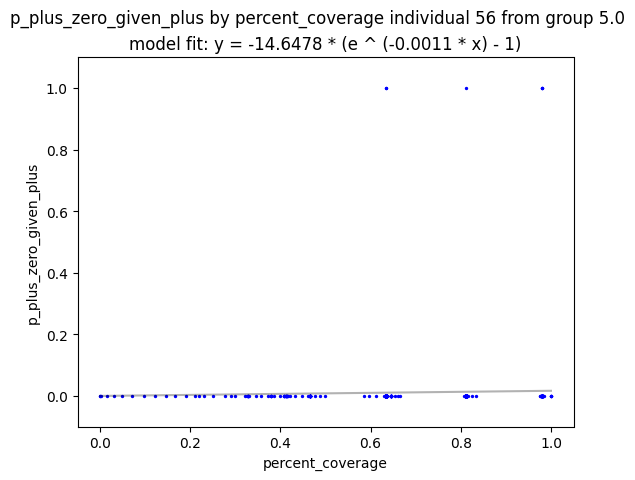 p_plus_zero_given_plus by percent_coverage individual 56 from group 5.0
model fit: y = -14.6478 * (e ^ (-0.0011 * x) - 1)
1.0
0.8
0.6
0.4
0.2
0.0
p_plus_zero_given_plus
0.0 0.2 0.4 0.6 0.8 1.0
percent_coverage